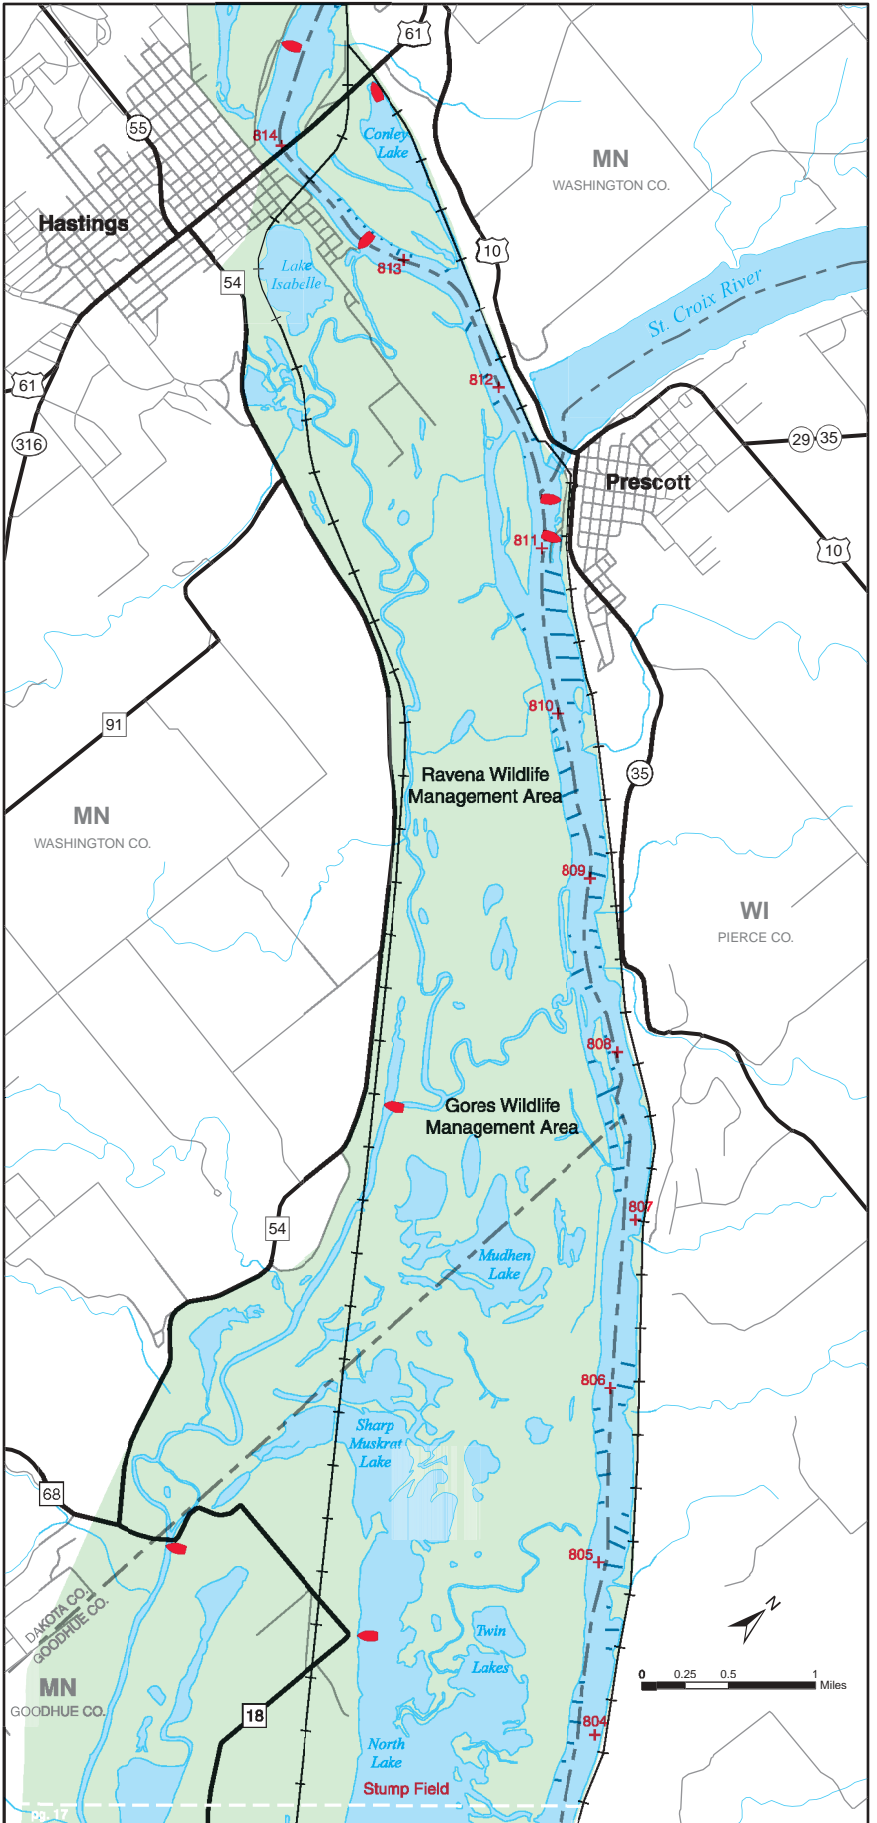 61
814
55
Conley
Lake
MN
WASHINGTON CO.
Hastings
10
813
54
Lake
Isabelle
St. Croix River
812
61
316
29
35
Prescott
811
10
810
91
35
Ravena Wildlife
Management Area
MN
WASHINGTON CO.
809
WI
PIERCE CO.
808
Gores Wildlife
Management Area
807
54
Mudhen
Lake
806
Sharp
Muskrat
Lake
68
805
DAKOTA CO.
GOODHUE CO.
N
Twin
Lakes
0 0.25 0.5 1
Miles
MN
GOODHUE CO.
18
804
North
Lake
Stump Field
pg. 17